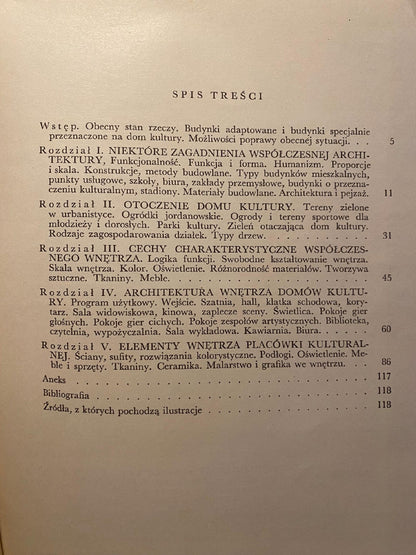 SPIS TREŚCI
Wstęp. Obecny stan rzeczy. Budynki adaptowane i budynki specjalnie
przeznaczone na dom kultury. Możliwości poprawy obecnej sytuacji. . . 5
Rozdział I. NIEKTÓRE ZAGADNIENIA WSPÓŁCZESNEJ ARCHI-
TEKTURY, Funkcjonalność. Funkcja i forma. Humanizm. Proporcje
i skala. Konstrukcje, metody budowlane. Typy budynków mieszkalnych,
punkty usługowe, szkoły, biura, zakłady przemysłowe, budynki o przezna-
czeniu kulturalnym, stadiony. Materiały budowlane. Architektura i pejzaż. 11
Rozdział II. OTOCZENIE DOMU KULTURY. Tereny zielone
w urbanistyce. Ogródki jordanowskie. Ogrody i tereny sportowe dla
młodzieży i dorosłych. Parki kultury. Zieleń otaczająca dom kultury.
Rodzaje zagospodarowania działek. Typy drzew. . . . . . . . . . . 31
Rozdział III. CECHY CHARAKTERYSTYCZNE WSPÓŁCZES-
NEGO WNĘTRZA. Logika funkcji. Swobodne kształtowanie wnętrza.
Skala wnętrza. Kolor. Oświetlenie. Różnorodność materiałów. Tworzywa
sztuczne. Tkaniny. Meble. . . . . . . . . . . . . . . . . . . . 45
Rozdział IV. ARCHITEKTURA WNĘTRZA DOMÓW KULTU-
RY. Program użytkowy. Wejście. Szatnia, hall, klatka schodowa, kory-
tarz. Sala widowiskowa, kinowa, zaplecze sceny. Świetlica. Pokoje gier
głośnych. Pokoje gier cichych. Pokoje zespołów artystycznych. Biblioteka,
czytelnia, wypożyczalnia. Sala wykładowa. Kawiarnia. Biura. . . . 60
Rozdział V. ELEMENTY WNĘTRZA PLACÓWKI KULTURAL-
NEJ. Ściany, sufity, rozwiązania kolorystyczne. Podłogi. Oświetlenie. Me-
ble i sprzęty. Tkaniny. Ceramika. Malarstwo i grafika we wnętrzu. . . 86
Aneks . . . . . . . . . . . . . . . . . . . . . . . . . . . 117
Bibliografia . . . . . . . . . . . . . . . . . . . . . . . . . 118
Źródła, z których pochodzą ilustracje . . . . . . . . . . . . . . 118